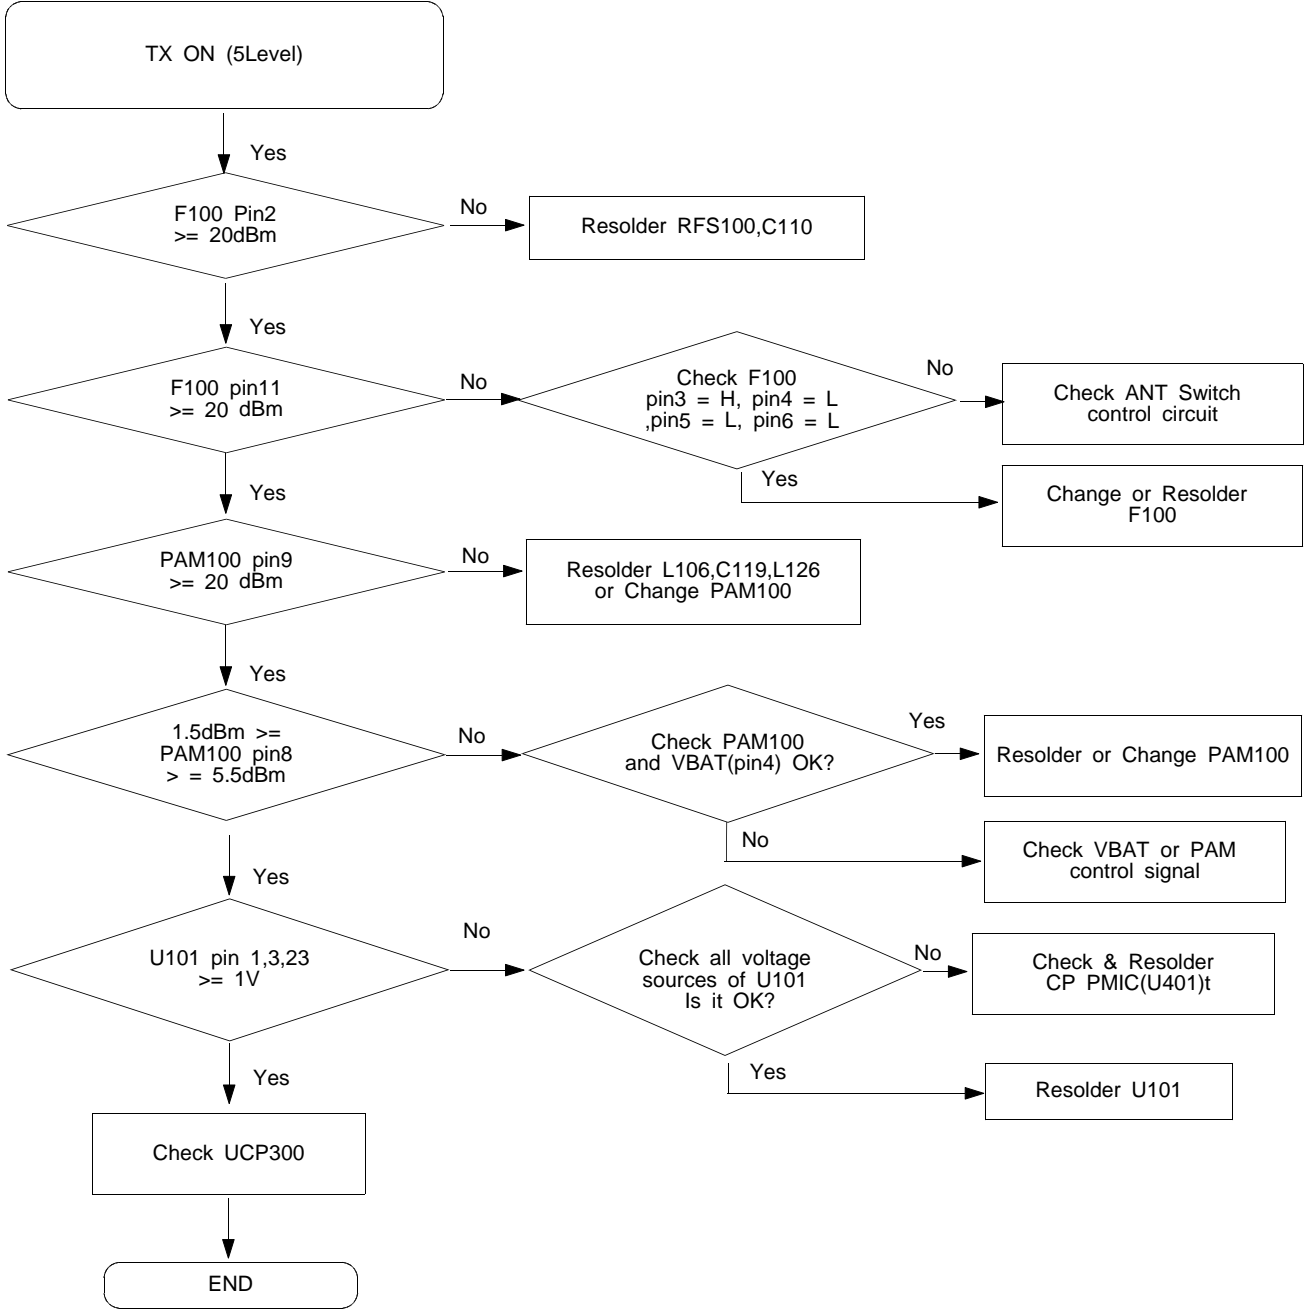 TX ON (5Level)
Yes
F100 Pin2
>= 20dBm
No
Resolder RFS100,C110
Yes
F100 pin11
>= 20 dBm
No
Check F100
pin3 = H, pin4 = L
,pin5 = L, pin6 = L
No
Check ANT Switch
control circuit
Yes
Change or Resolder
F100
Yes
PAM100 pin9
>= 20 dBm
No
Resolder L106,C119,L126
or Change PAM100
Yes
1.5dBm >=
PAM100 pin8
> = 5.5dBm
No
Check PAM100
and VBAT(pin4) OK?
Yes
Resolder or Change PAM100
No
Check VBAT or PAM
control signal
Yes
U101 pin 1,3,23
>= 1V
No
Check all voltage
sources of U101
Is it OK?
No
Check & Resolder
CP PMIC(U401)t
Yes
Resolder U101
Yes
Check UCP300
END